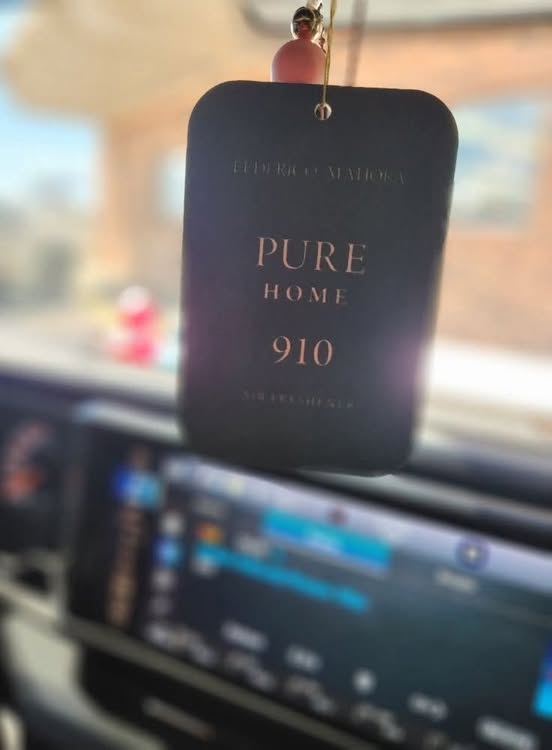 FEDERICO MAHORA
PURE
HOME
910
AIR FRESHENER